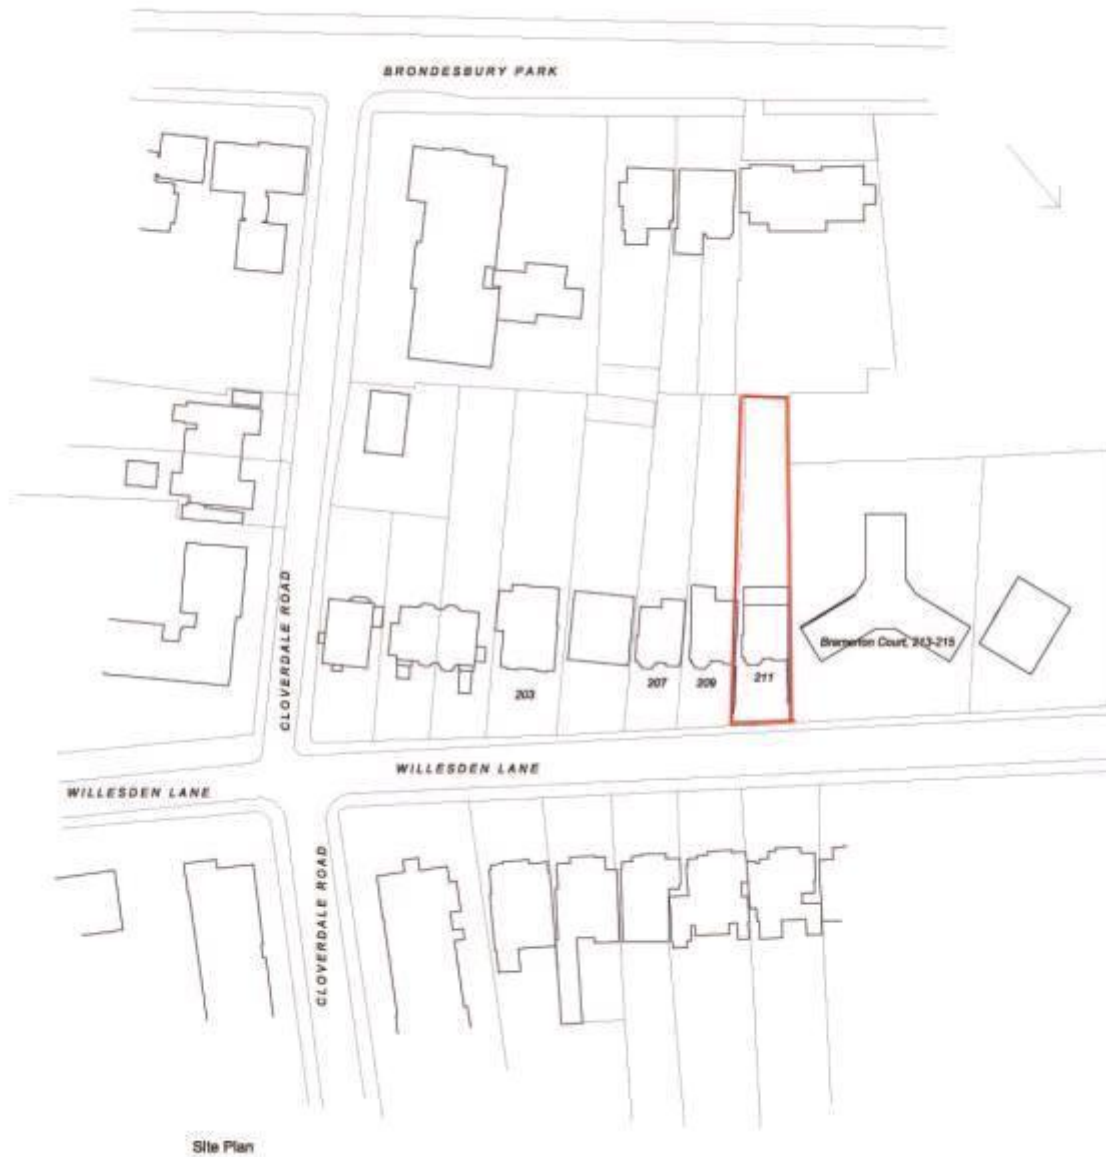 BRONDESBURY PARK
CLOVERDALE ROAD
Bramerton Court, 213-215
203
207
209
211
WILLESDEN LANE
WILLESDEN LANE
CLOVERDALE ROAD
Site Plan